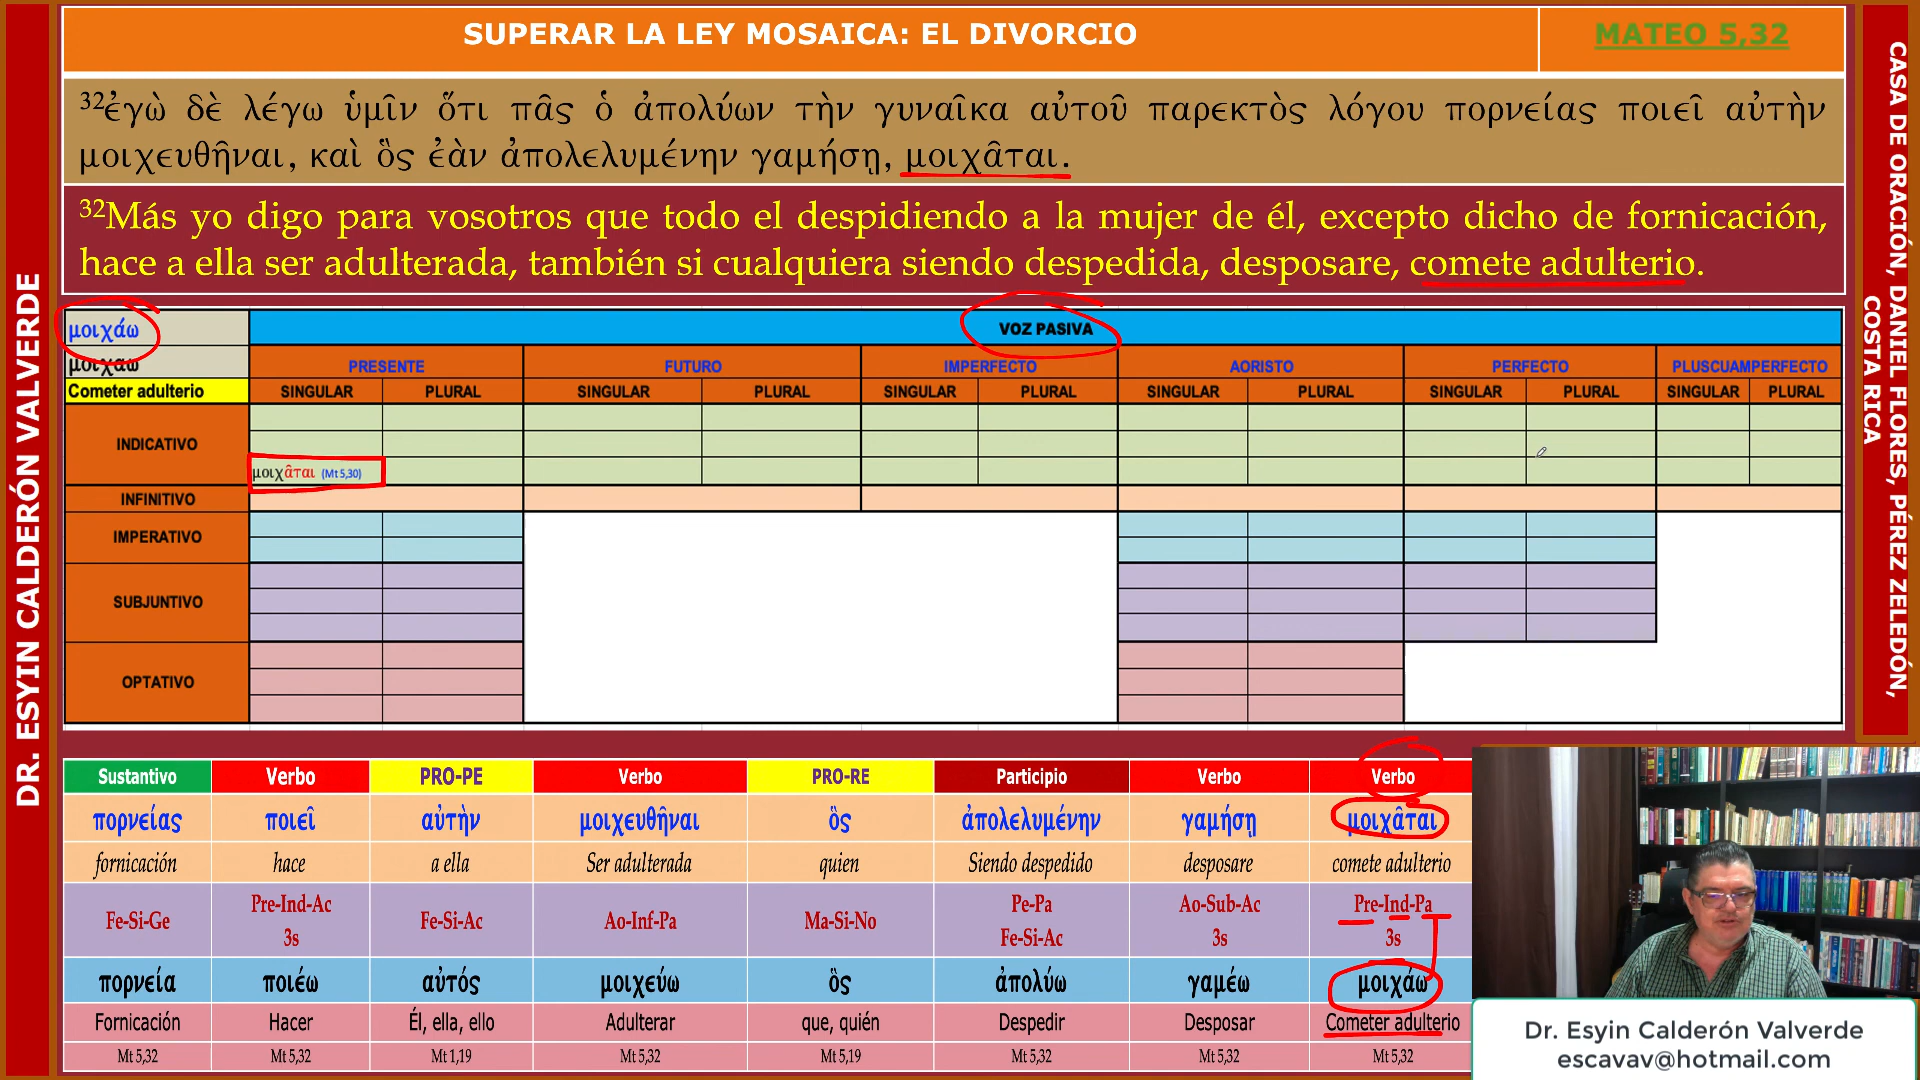 SUPERAR LA LEY MOSAICA: EL DIVORCIO
MATEO 5,32
DR. ESYIN CALDERÓN VALVERDE
CASA DE ORACIÓN, DANIEL FLORES, PÉREZ ZELEDÓN,
COSTA RICA
³²ἐγὼ δὲ λέγω ὑμῖν ὅτι πᾶς ὁ ἀπολύων τὴν γυναῖκα αὐτοῦ παρεκτὸς λόγου πορνείας ποιεῖ αὐτὴν
μοιχευθῆναι, καὶ ὃς ἐὰν ἀπολελυμένην γαμήσῃ, μοιχᾶται.
³²Más yo digo para vosotros que todo el despidiendo a la mujer de él, excepto dicho de fornicación,
hace a ella ser adulterada, también si cualquiera siendo despedida, desposare, comete adulterio.
μοιχάω VOZ PASIVA
μοιχαω PRESENTE FUTURO IMPERFECTO AORISTO PERFECTO PLUSCUAMPERFECTO
Cometer adulterio SINGULAR PLURAL SINGULAR PLURAL SINGULAR PLURAL SINGULAR PLURAL SINGULAR PLURAL SINGULAR PLURAL
INDICATIVO
μοιχᾶται (Mt 5,30)
INFINITIVO
IMPERATIVO
SUBJUNTIVO
OPTATIVO
Sustantivo Verbo PRO-PE Verbo PRO-RE Participio Verbo Verbo
πορνείας ποιεῖ αὐτὴν μοιχευθῆναι ὃς ἀπολελυμένην γαμήσῃ μοιχᾶται
fornicación hace a ella Ser adulterada quien Siendo despedido desposare comete adulterio
Fe-Si-Ge Pre-Ind-Ac Fe-Si-Ac Ao-Inf-Pa Ma-Si-No Pe-Pa Ao-Sub-Ac Pre-Ind-Pa
3s Fe-Si-Ac 3s 3s
πορνεία ποιέω αὐτός μοιχεύω ὃς ἀπολύω γαμέω μοιχάω
Fornicación Hacer Él, ella, ello Adulterar que, quién Despedir Desposar Cometer adulterio
Mt 5,32 Mt 5,32 Mt 1,19 Mt 5,32 Mt 5,19 Mt 5,32 Mt 5,32 Mt 5,32
Dr. Esyin Calderón Valverde
escavav@hotmail.com